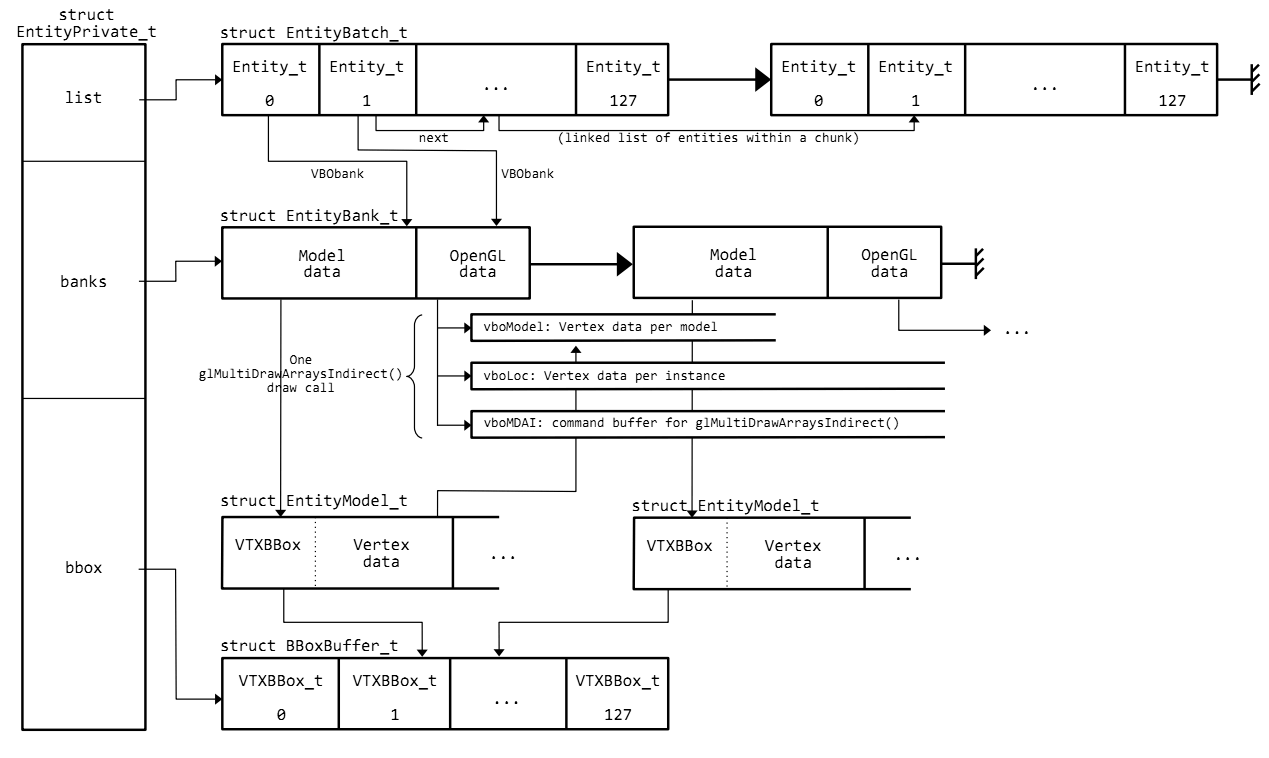 struct
EntityPrivate_t
list
banks
bbox
struct EntityBatch_t
Entity_t
0
Entity_t
1
...
Entity_t
127
Entity_t
0
Entity_t
1
...
Entity_t
127
next
(linked list of entities within a chunk)
VBObank
VBObank
struct EntityBank_t
Model
data
OpenGL
data
Model
data
OpenGL
data
...
One
glMultiDrawArraysIndirect()
draw call
vboModel: Vertex data per model
vboLoc: Vertex data per instance
vboMDAI: command buffer for glMultiDrawArraysIndirect()
struct EntityModel_t
VTXBBox
Vertex
data
...
struct EntityModel_t
VTXBBox
Vertex
data
...
struct BBoxBuffer_t
VTXBBox_t
0
VTXBBox_t
1
...
VTXBBox_t
127